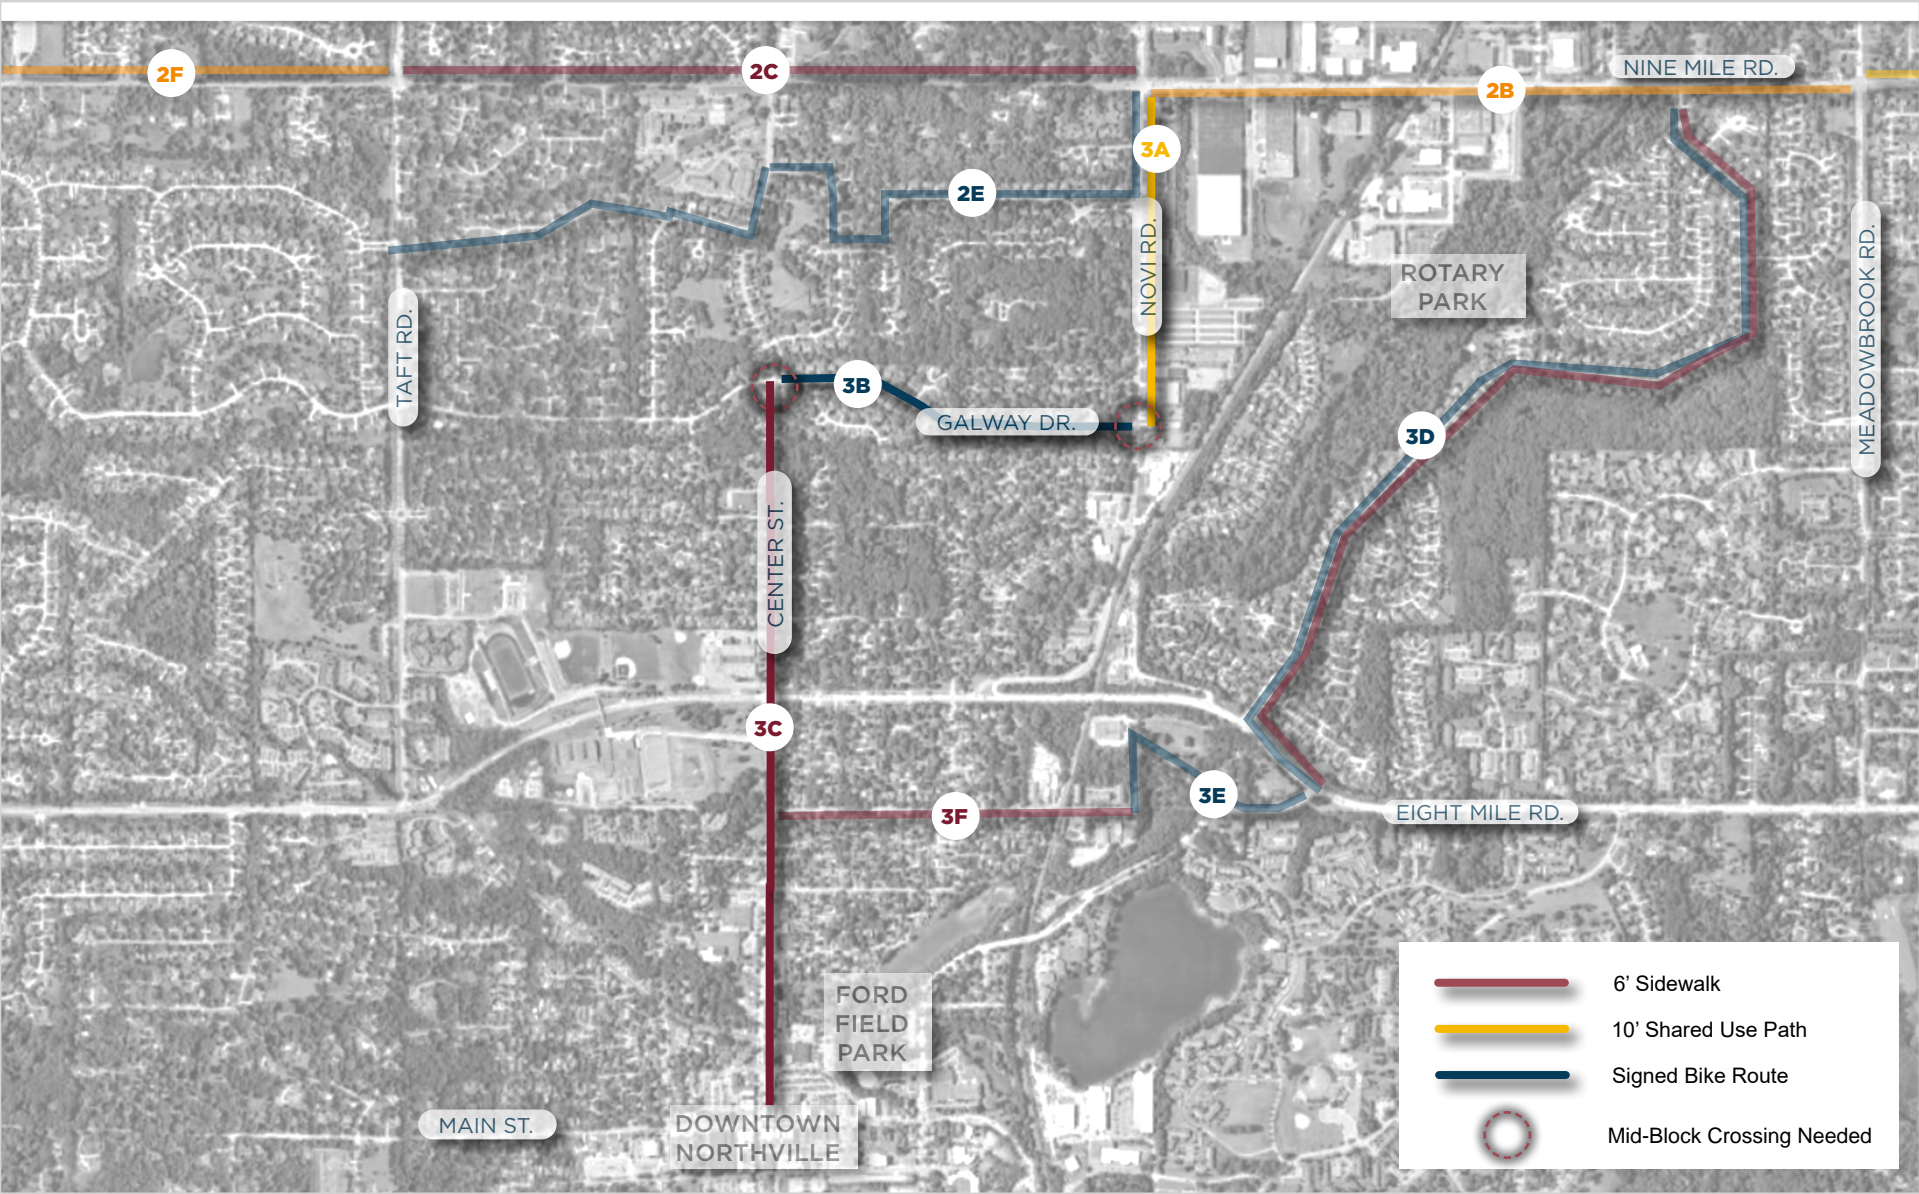 NINE MILE RD.
2F
2C
2B
3A
2E
NOVI RD.
ROTARY
PARK
TAFT RD.
MEADOWBROOK RD.
3B
GALWAY DR.
3D
CENTER ST.
3C
3E
3F
EIGHT MILE RD.
FORD
FIELD
PARK
MAIN ST.
DOWNTOWN
NORTHVILLE
6’ Sidewalk
10’ Shared Use Path
Signed Bike Route
Mid-Block Crossing Needed